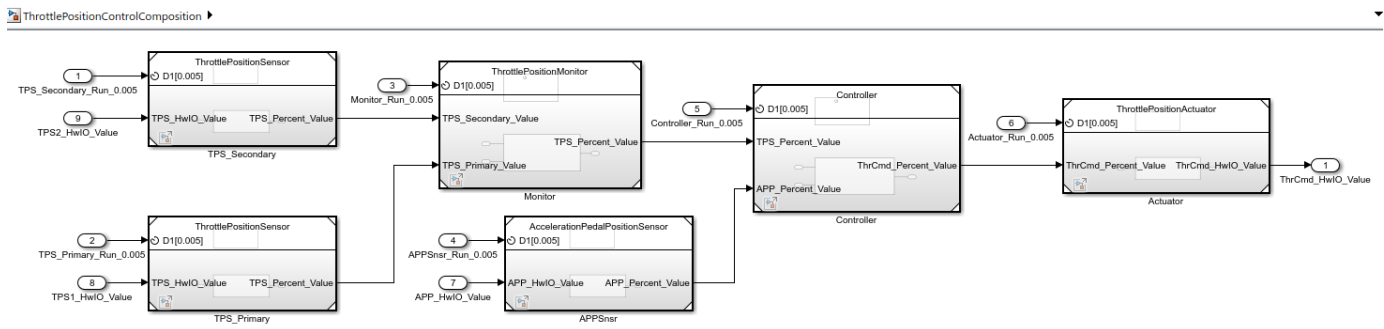 ThrottlePositionControlComposition
ThrottlePositionSensor
1
D1[0.005]
TPS_Secondary_Run_0.005
9
TPS2_HwIO_Value
TPS_HwIO_Value
TPS_Percent_Value
TPS_Secondary
ThrottlePositionMonitor
3
D1[0.005]
Monitor_Run_0.005
TPS_Secondary_Value
TPS_Percent_Value
TPS_Primary_Value
Monitor
Controller
5
D1[0.005]
Controller_Run_0.005
TPS_Percent_Value
ThrCmd_Percent_Value
APP_Percent_Value
Controller
ThrottlePositionActuator
6
D1[0.005]
Actuator_Run_0.005
ThrCmd_Percent_Value
ThrCmd_HwIO_Value
1
ThrCmd_HwIO_Value
Actuator
ThrottlePositionSensor
2
D1[0.005]
TPS_Primary_Run_0.005
8
TPS1_HwIO_Value
TPS_HwIO_Value
TPS_Percent_Value
TPS_Primary
AccelerationPedalPositionSensor
4
D1[0.005]
APPSnsr_Run_0.005
7
APP_HwIO_Value
APP_HwIO_Value
APP_Percent_Value
APPSnsr